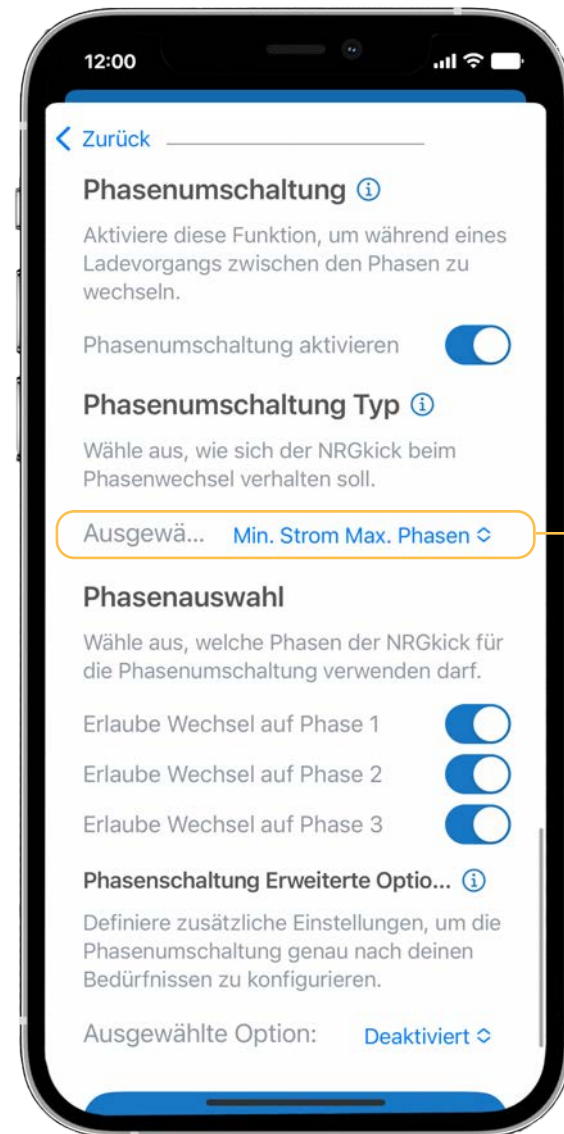 12:00
Zurück
Phasenumschaltung
Aktiviere diese Funktion, um während eines
Ladevorgangs zwischen den Phasen zu
wechseln.
Phasenumschaltung aktivieren
Phasenumschaltung Typ
Wähle aus, wie sich der NRGkick beim
Phasenwechsel verhalten soll.
Ausgewä... Min. Strom Max. Phasen
Phasenauswahl
Wähle aus, welche Phasen der NRGkick für
die Phasenumschaltung verwenden darf.
Erlaube Wechsel auf Phase 1
Erlaube Wechsel auf Phase 2
Erlaube Wechsel auf Phase 3
Phasenschaltung Erweiterte Optio...
Definiere zusätzliche Einstellungen, um die
Phasenumschaltung genau nach deinen
Bedürfnissen zu konfigurieren.
Ausgewählte Option: Deaktiviert